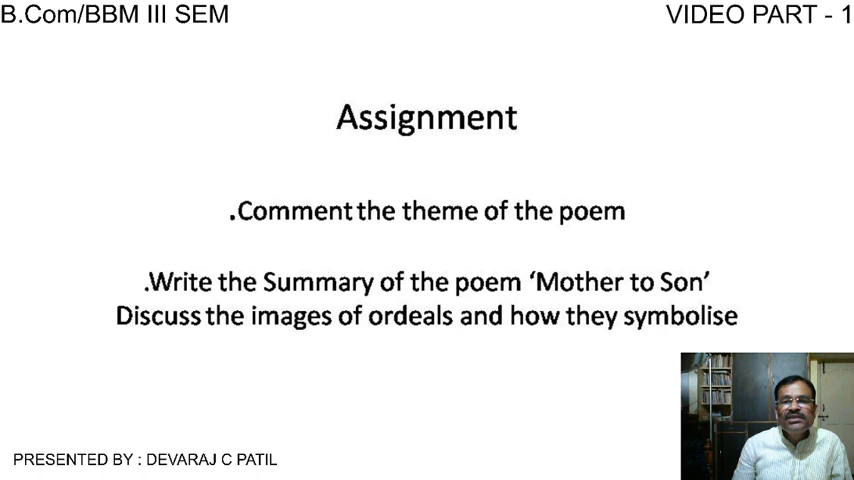 B.Com/BBM III SEM
VIDEO PART - 1
Assignment
.Comment the theme of the poem
.Write the Summary of the poem ‘Mother to Son’
Discuss the images of ordeals and how they symbolise
PRESENTED BY : DEVARAJ C PATIL